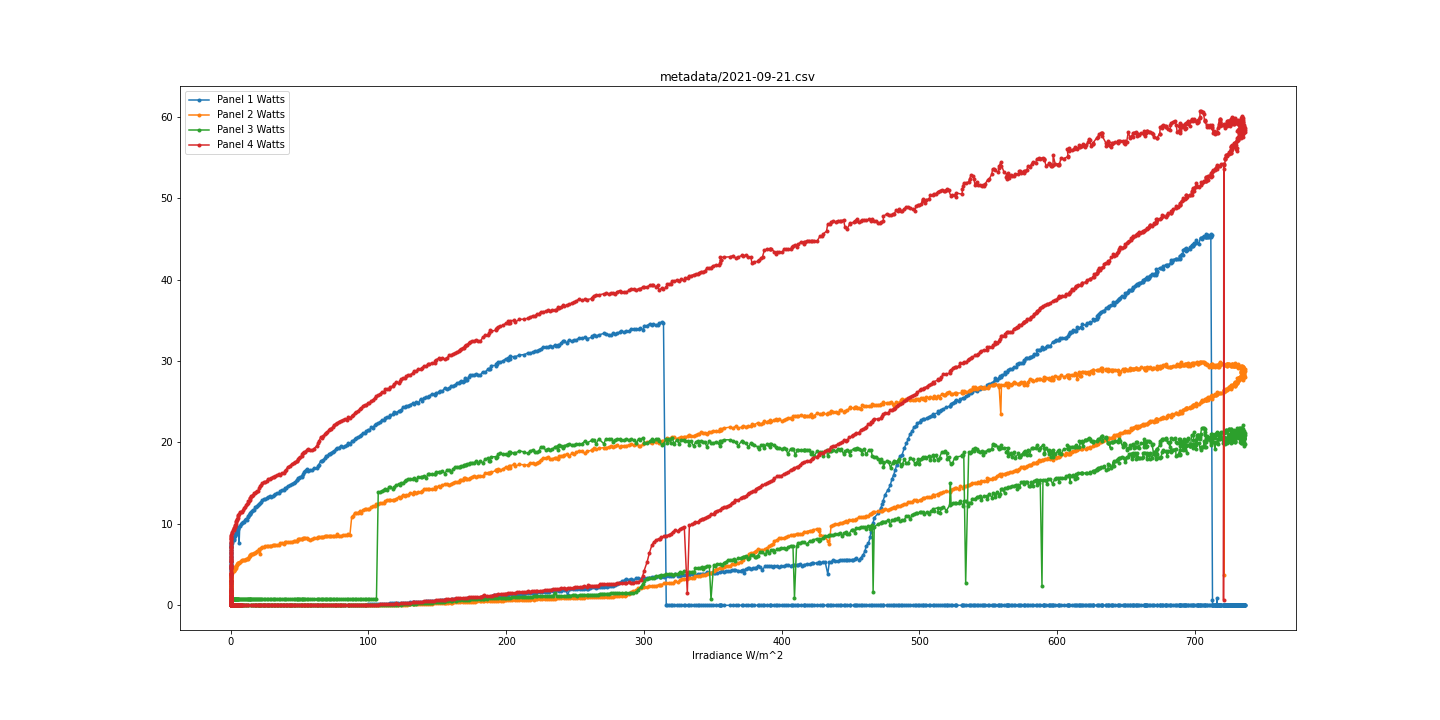 metadata/2021-09-21.csv
Panel 1 Watts
Panel 2 Watts
Panel 3 Watts
Panel 4 Watts
60
50
40
30
20
10
0
0 100 200 300 400 500 600 700
Irradiance W/m^2